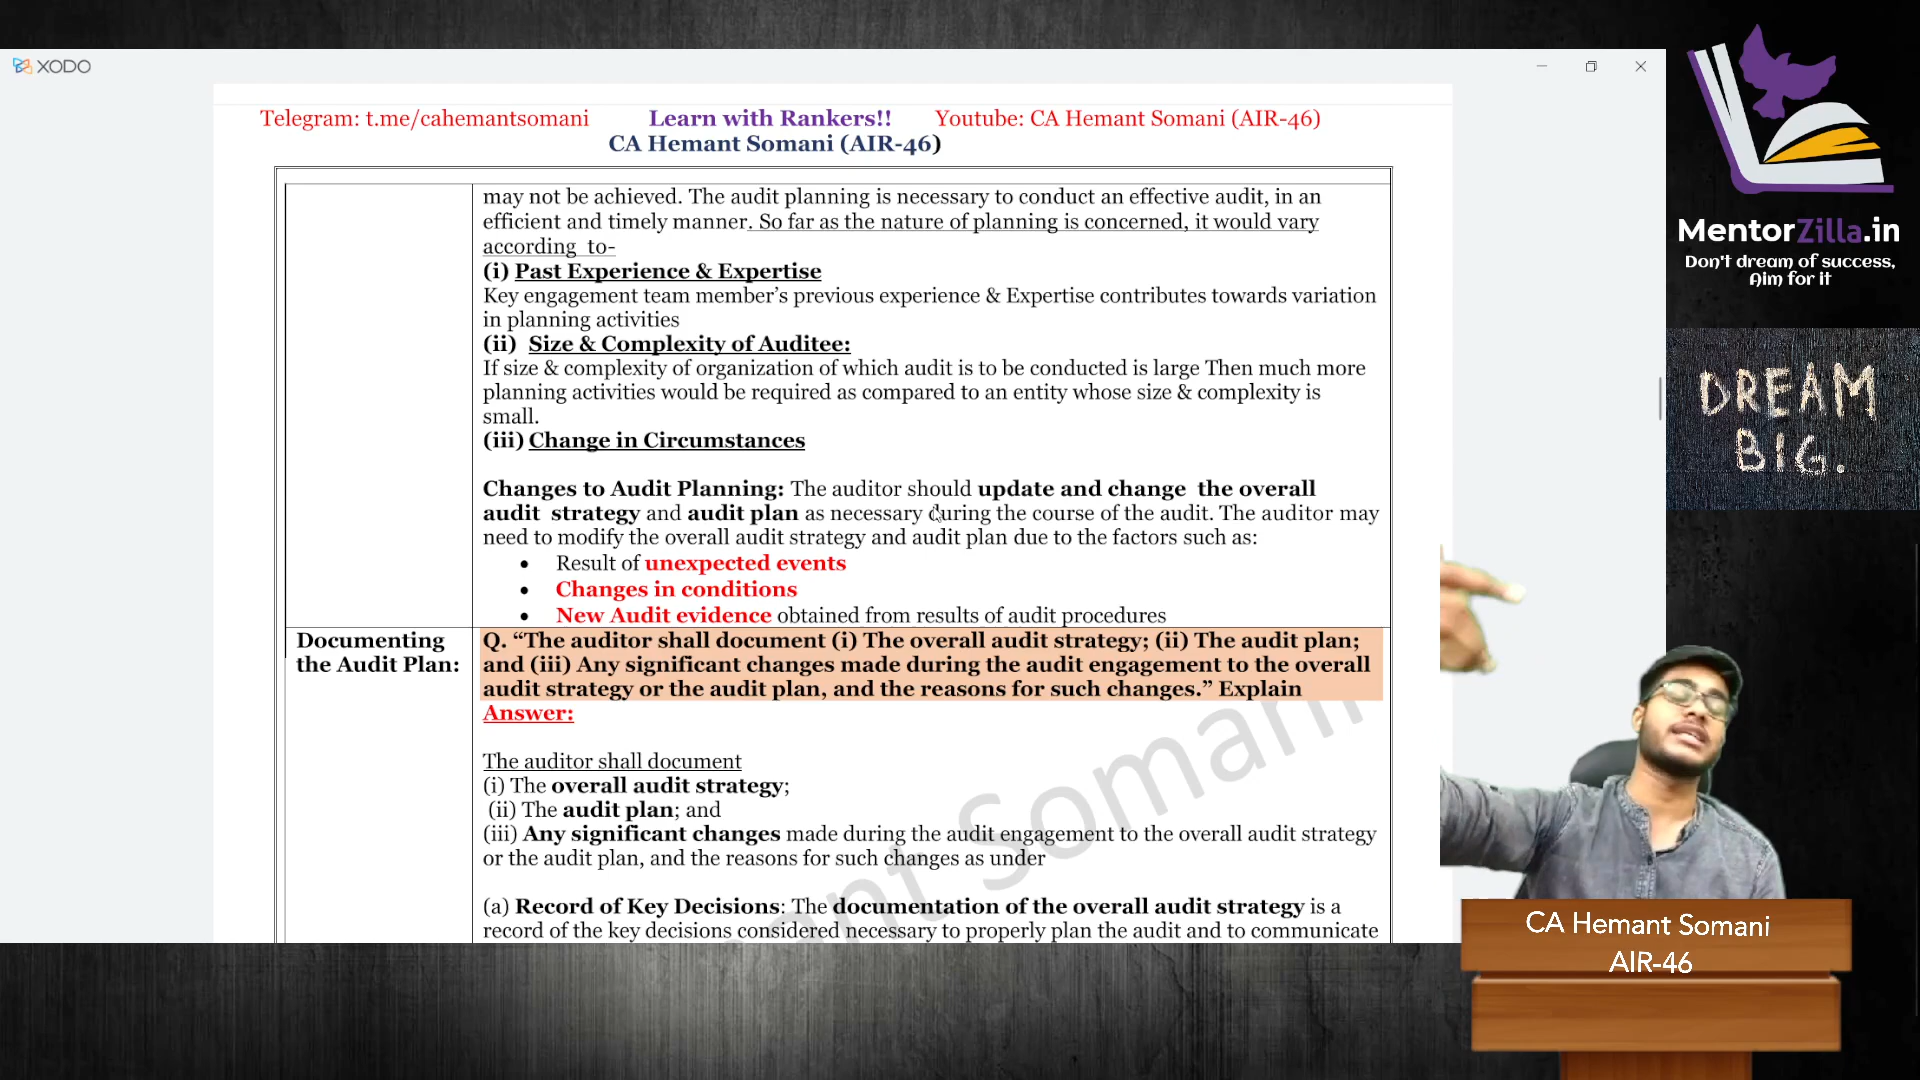 XODO
Telegram: t.me/cahemantsomani Learn with Rankers!! Youtube: CA Hemant Somani (AIR-46)
CA Hemant Somani (AIR-46)
may not be achieved. The audit planning is necessary to conduct an effective audit, in an
efficient and timely manner. So far as the nature of planning is concerned, it would vary
according to-
(i) Past Experience & Expertise
Key engagement team member's previous experience & Expertise contributes towards variation
in planning activities
(ii) Size & Complexity of Auditee:
If size & complexity of organization of which audit is to be conducted is large Then much more
planning activities would be required as compared to an entity whose size & complexity is
small.
(iii) Change in Circumstances
Changes to Audit Planning: The auditor should update and change the overall
audit strategy and audit plan as necessary during the course of the audit. The auditor may
need to modify the overall audit strategy and audit plan due to the factors such as:
• Result of unexpected events
• Changes in conditions
• New Audit evidence obtained from results of audit procedures
Documenting
the Audit Plan:
Q. “The auditor shall document (i) The overall audit strategy; (ii) The audit plan;
and (iii) Any significant changes made during the audit engagement to the overall
audit strategy or the audit plan, and the reasons for such changes.” Explain
Answer:
The auditor shall document
(i) The overall audit strategy;
(ii) The audit plan; and
(iii) Any significant changes made during the audit engagement to the overall audit strategy
or the audit plan, and the reasons for such changes as under
(a) Record of Key Decisions: The documentation of the overall audit strategy is a
record of the key decisions considered necessary to properly plan the audit and to communicate
MentorZilla.in
Don't dream of success,
Aim for it
DREAM
BIG.
CA Hemant Somani
AIR-46